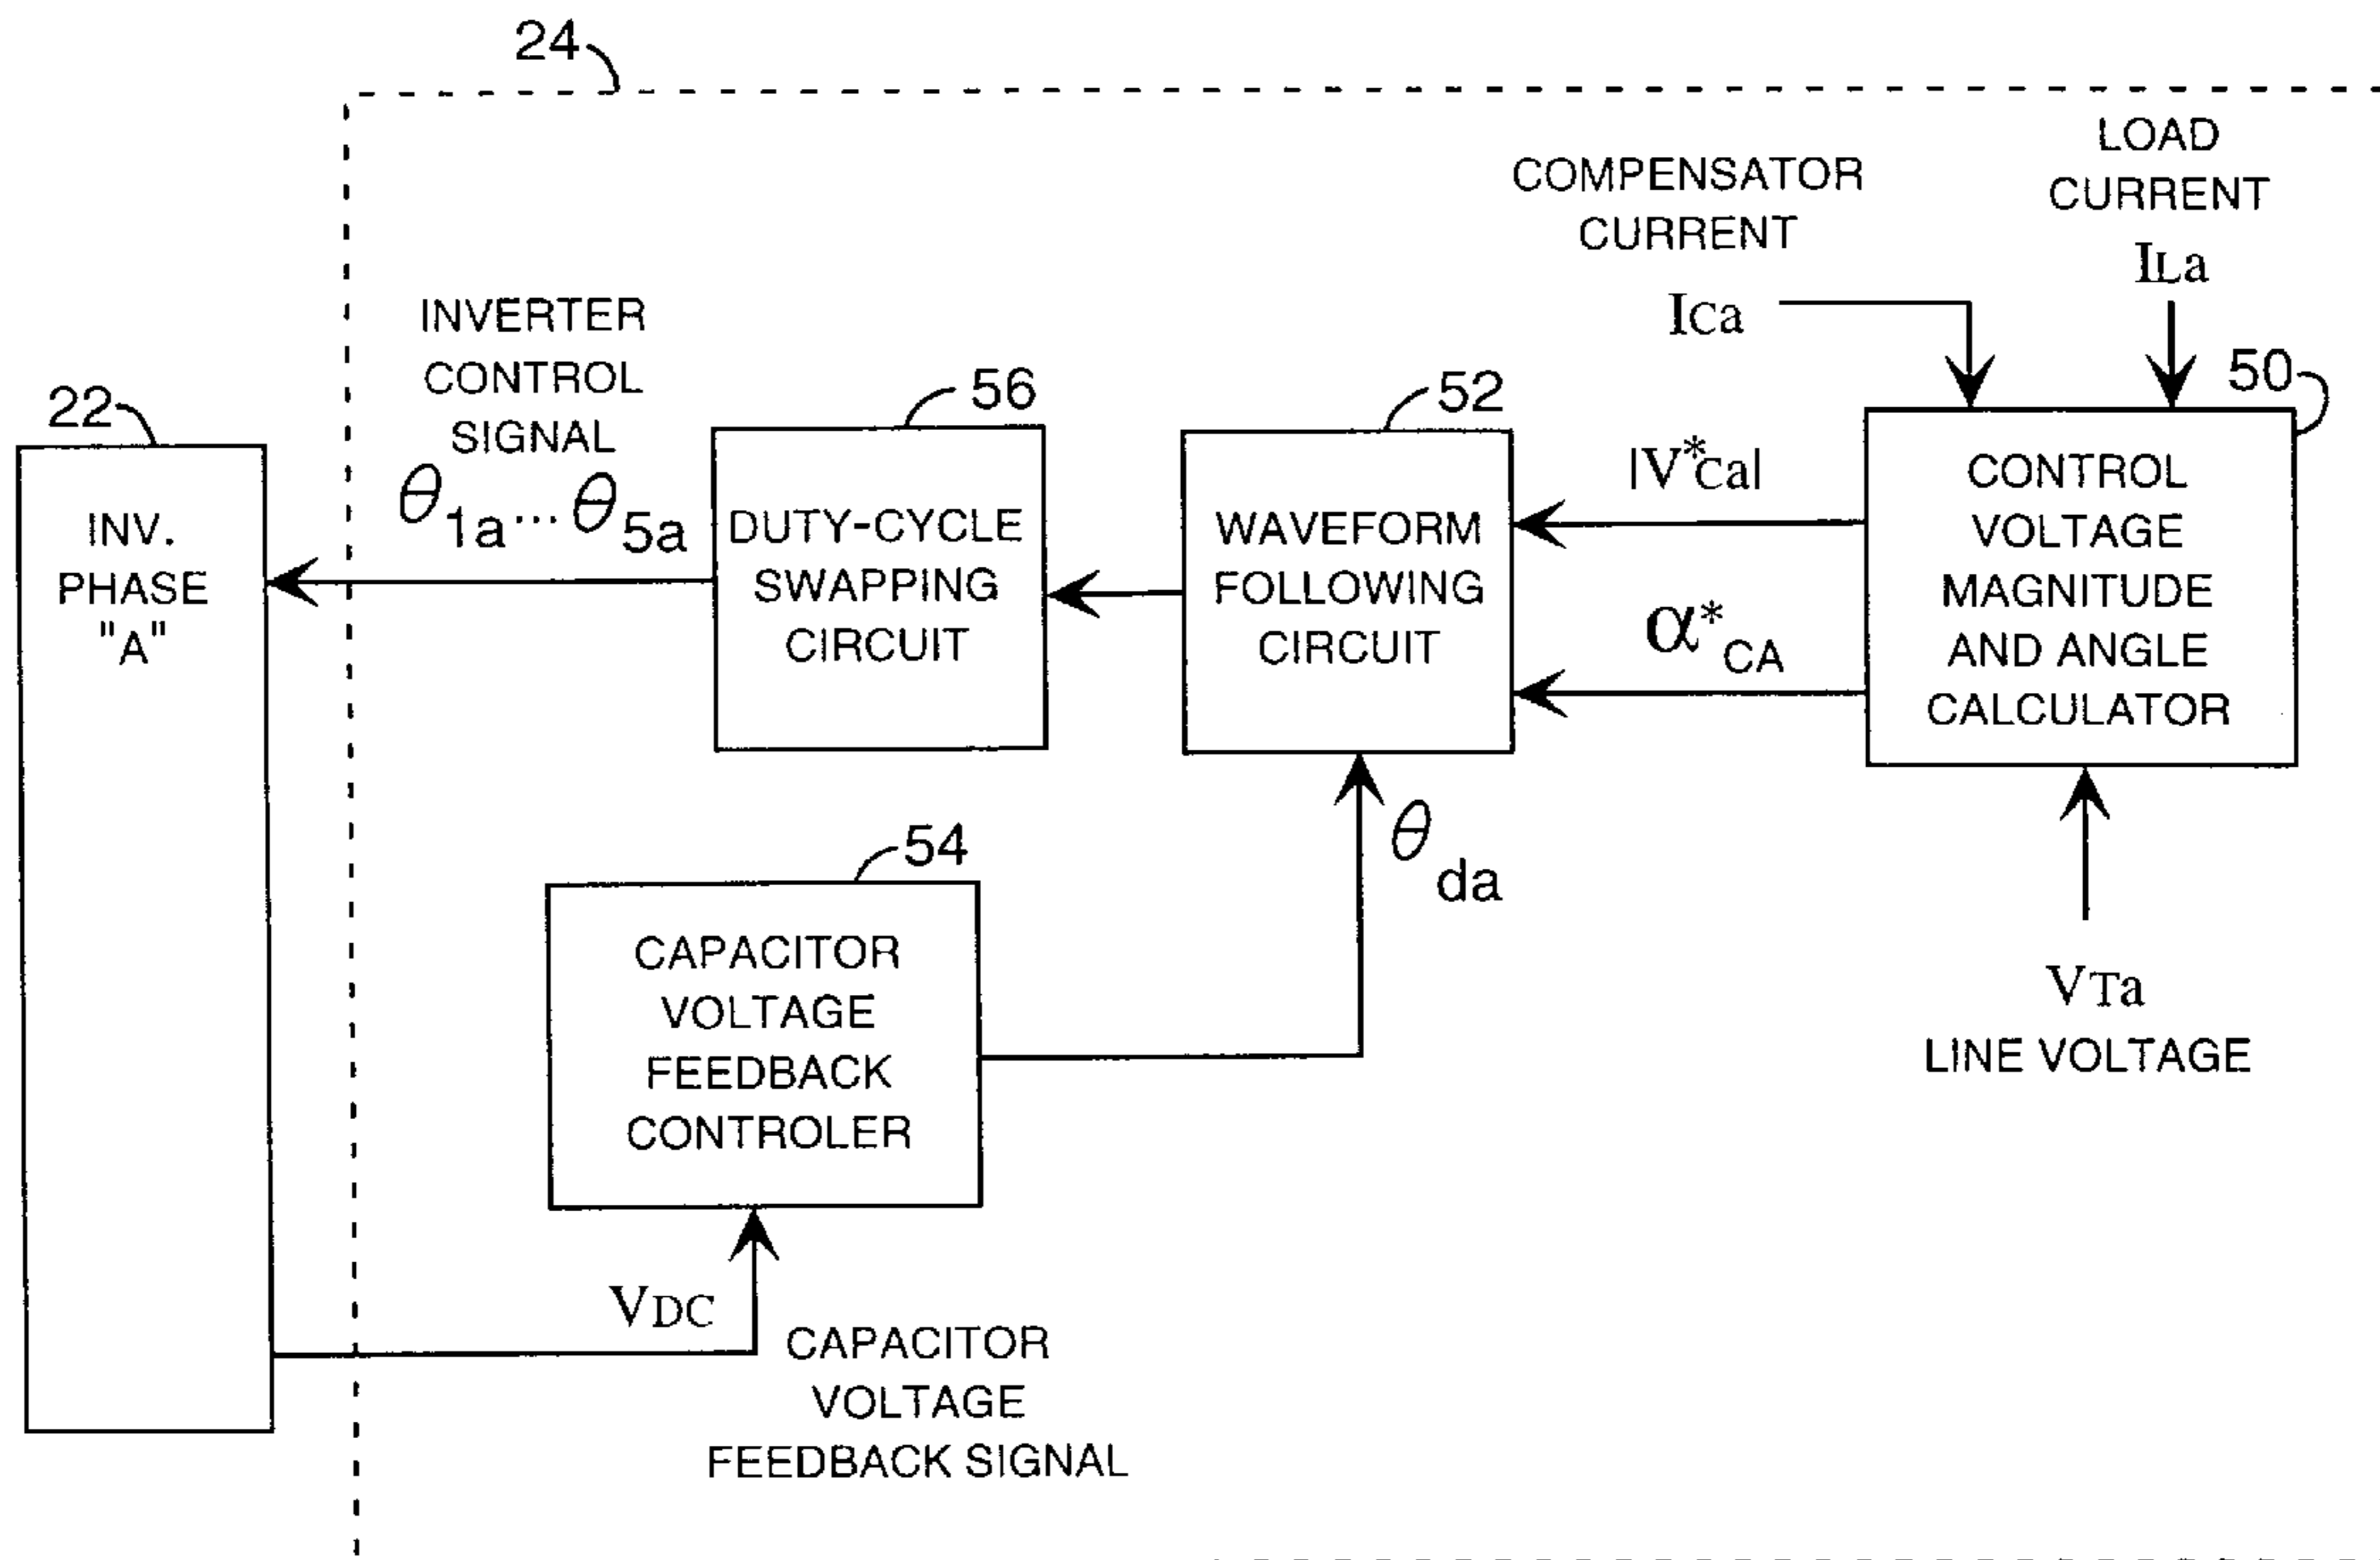 24
LOAD
CURRENT
ILa
COMPENSATOR
CURRENT
ICa
INVERTER
CONTROL
SIGNAL
θ1a...θ5a
22
INV.
PHASE
"A"
56
DUTY-CYCLE
SWAPPING
CIRCUIT
52
WAVEFORM
FOLLOWING
CIRCUIT
|V*Ca|
α*CA
50
CONTROL
VOLTAGE
MAGNITUDE
AND ANGLE
CALCULATOR
54
CAPACITOR
VOLTAGE
FEEDBACK
CONTROLER
θda
VTa
LINE VOLTAGE
VDC
CAPACITOR
VOLTAGE
FEEDBACK SIGNAL